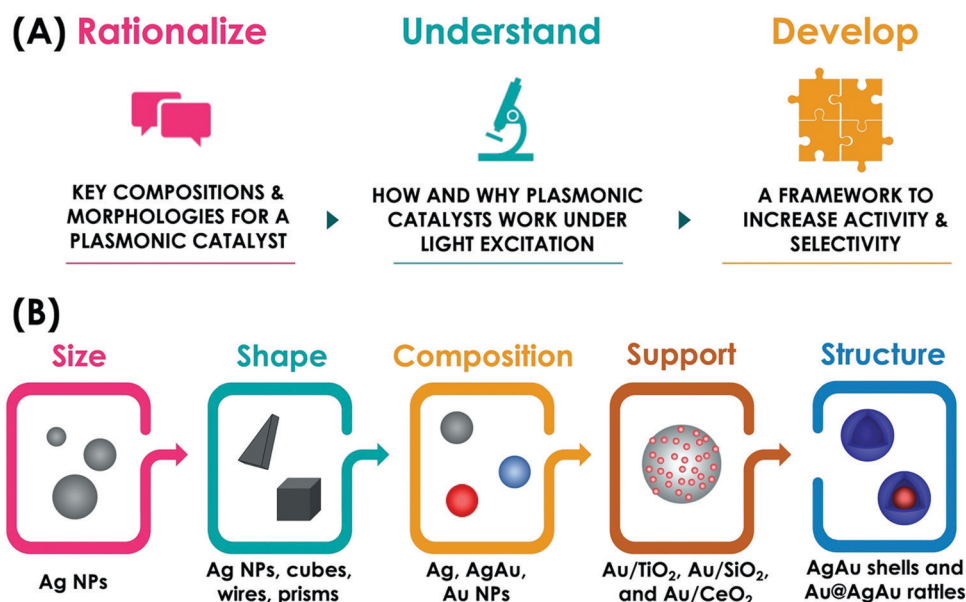 (A) Rationalize Understand Develop
KEY COMPOSITIONS &
MORPHOLOGIES FOR A
PLASMONIC CATALYST
HOW AND WHY PLASMONIC
CATALYSTS WORK UNDER
LIGHT EXCITATION
A FRAMEWORK TO
INCREASE ACTIVITY &
SELECTIVITY
(B)
Size Shape Composition Support Structure
Ag NPs
Ag NPs, cubes,
wires, prisms
Ag, AgAu,
Au NPs
Au/TiO₂, Au/SiO₂,
and Au/CeO₂
AgAu shells and
Au@AgAu rattles